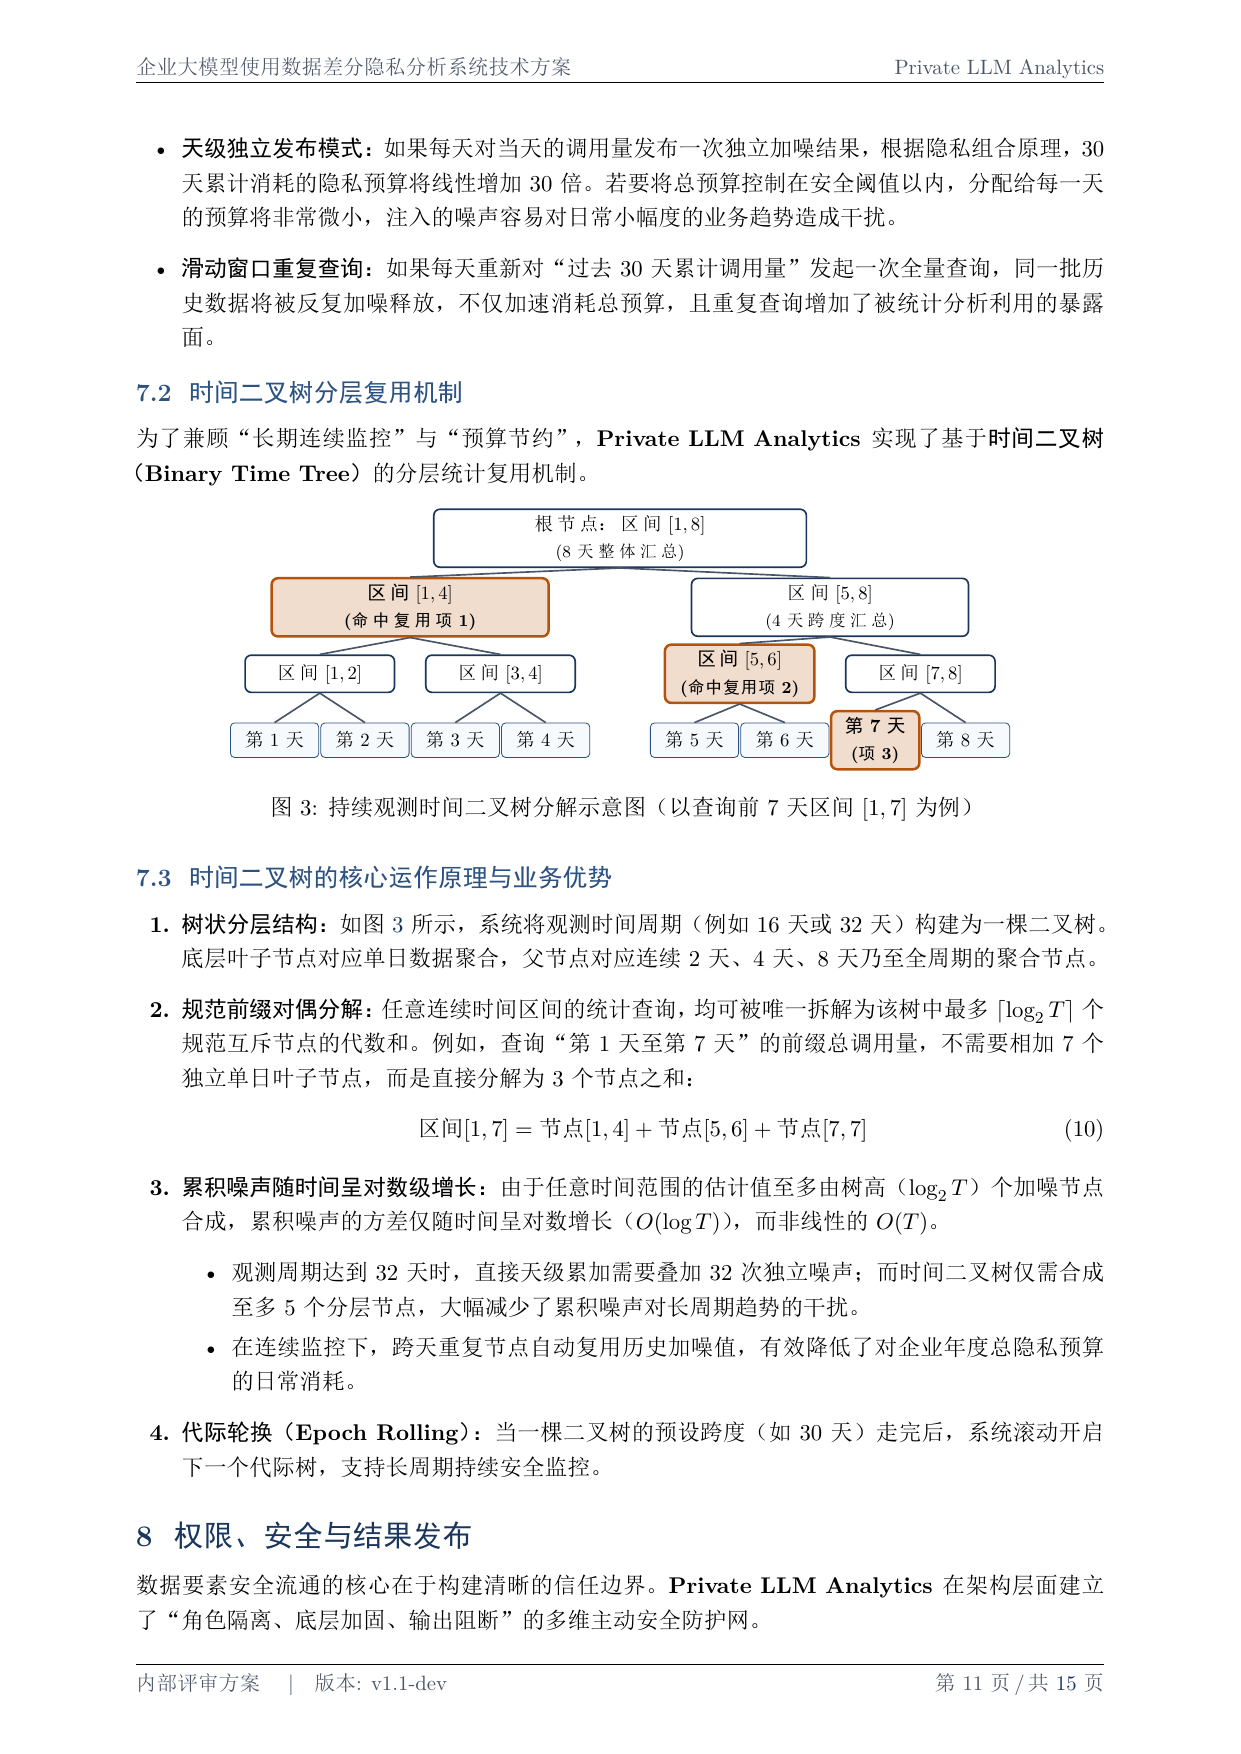 企业大模型使用数据差分隐私分析系统技术方案 Private LLM Analytics
• 天级独立发布模式：如果每天对当天的调用量发布一次独立加噪结果，根据隐私组合原理，30
天累计消耗的隐私预算将线性增加 30 倍。若要将总预算控制在安全阈值以内，分配给每一天
的预算将非常微小，注入的噪声容易对日常小幅度的业务趋势造成干扰。
• 滑动窗口重复查询：如果每天重新对“过去 30 天累计调用量”发起一次全量查询，同一批历
史数据将被反复加噪释放，不仅加速消耗总预算，且重复查询增加了被统计分析利用的暴露
面。
7.2 时间二叉树分层复用机制
为了兼顾“长期连续监控”与“预算节约”，Private LLM Analytics 实现了基于时间二叉树
（Binary Time Tree）的分层统计复用机制。
根节点：区间 [1, 8]
(8 天整体汇总)
区间 [1, 4]
(命中复用项 1)
区间 [5, 8]
(4 天跨度汇总)
区间 [1, 2]
区间 [3, 4]
区间 [5, 6]
(命中复用项 2)
区间 [7, 8]
第 1 天
第 2 天
第 3 天
第 4 天
第 5 天
第 6 天
第 7 天
(项 3)
第 8 天
图 3: 持续观测时间二叉树分解示意图（以查询前 7 天区间 [1, 7] 为例）
7.3 时间二叉树的核心运作原理与业务优势
1. 树状分层结构：如图 3 所示，系统将观测时间周期（例如 16 天或 32 天）构建为一棵二叉树。
底层叶子节点对应单日数据聚合，父节点对应连续 2 天、4 天、8 天乃至全周期的聚合节点。
2. 规范前缀对偶分解：任意连续时间区间的统计查询，均可被唯一拆解为该树中最多 ⌈log₂ T⌉ 个
规范互斥节点的代数和。例如，查询“第 1 天至第 7 天”的前缀总调用量，不需要相加 7 个
独立单日叶子节点，而是直接分解为 3 个节点之和：
区间[1, 7] = 节点[1, 4] + 节点[5, 6] + 节点[7, 7] (10)
3. 累积噪声随时间呈对数级增长：由于任意时间范围的估计值至多由树高（log₂ T）个加噪节点
合成，累积噪声的方差仅随时间呈对数增长（O(log T)），而非线性的 O(T)。
• 观测周期达到 32 天时，直接天级累加需要叠加 32 次独立噪声；而时间二叉树仅需合成
至多 5 个分层节点，大幅减少了累积噪声对长周期趋势的干扰。
• 在连续监控下，跨天重复节点自动复用历史加噪值，有效降低了对企业年度总隐私预算
的日常消耗。
4. 代际轮换（Epoch Rolling）：当一棵二叉树的预设跨度（如 30 天）走完后，系统滚动开启
下一个代际树，支持长周期持续安全监控。
8 权限、安全与结果发布
数据要素安全流通的核心在于构建清晰的信任边界。Private LLM Analytics 在架构层面建立
了“角色隔离、底层加固、输出阻断”的多维主动安全防护网。
内部评审方案 | 版本: v1.1-dev 第 11 页 / 共 15 页